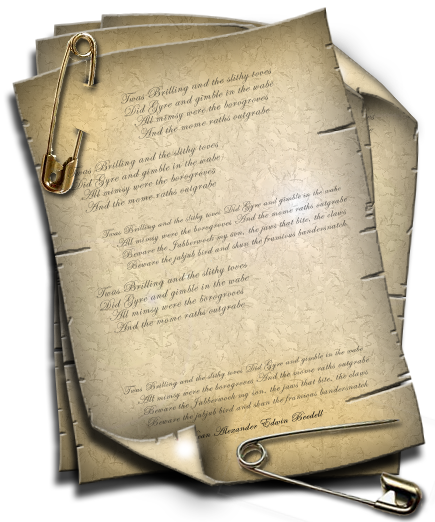 Twas Brilling and the slithy toves
Did Gyre and gimble in the wabe
All mimsy were the borogroves
And the mome raths outgrabe
Twas Brilling and the slithy toves
Did Gyre and gimble in the wabe
All mimsy were the borogroves
And the mome raths outgrabe
Twas Brilling and the slithy toves Did Gyre and gimble in the wabe
All mimsy were the borogroves And the mome raths outgrabe
Beware the Jabberwock my son, the jaws that bite, the claws
Beware the jubjub bird and shun the frumious bandersnatch
Twas Brilling and the slithy toves
Did Gyre and gimble in the wabe
All mimsy were the borogroves
And the mome raths outgrabe
Twas Brilling and the slithy toves Did Gyre and gimble in the wabe
All mimsy were the borogroves And the mome raths outgrabe
Beware the Jabberwock my son, the jaws that bite, the claws
Beware the jubjub bird and shun the frumious bandersnatch
Alexander Edwin Beedell